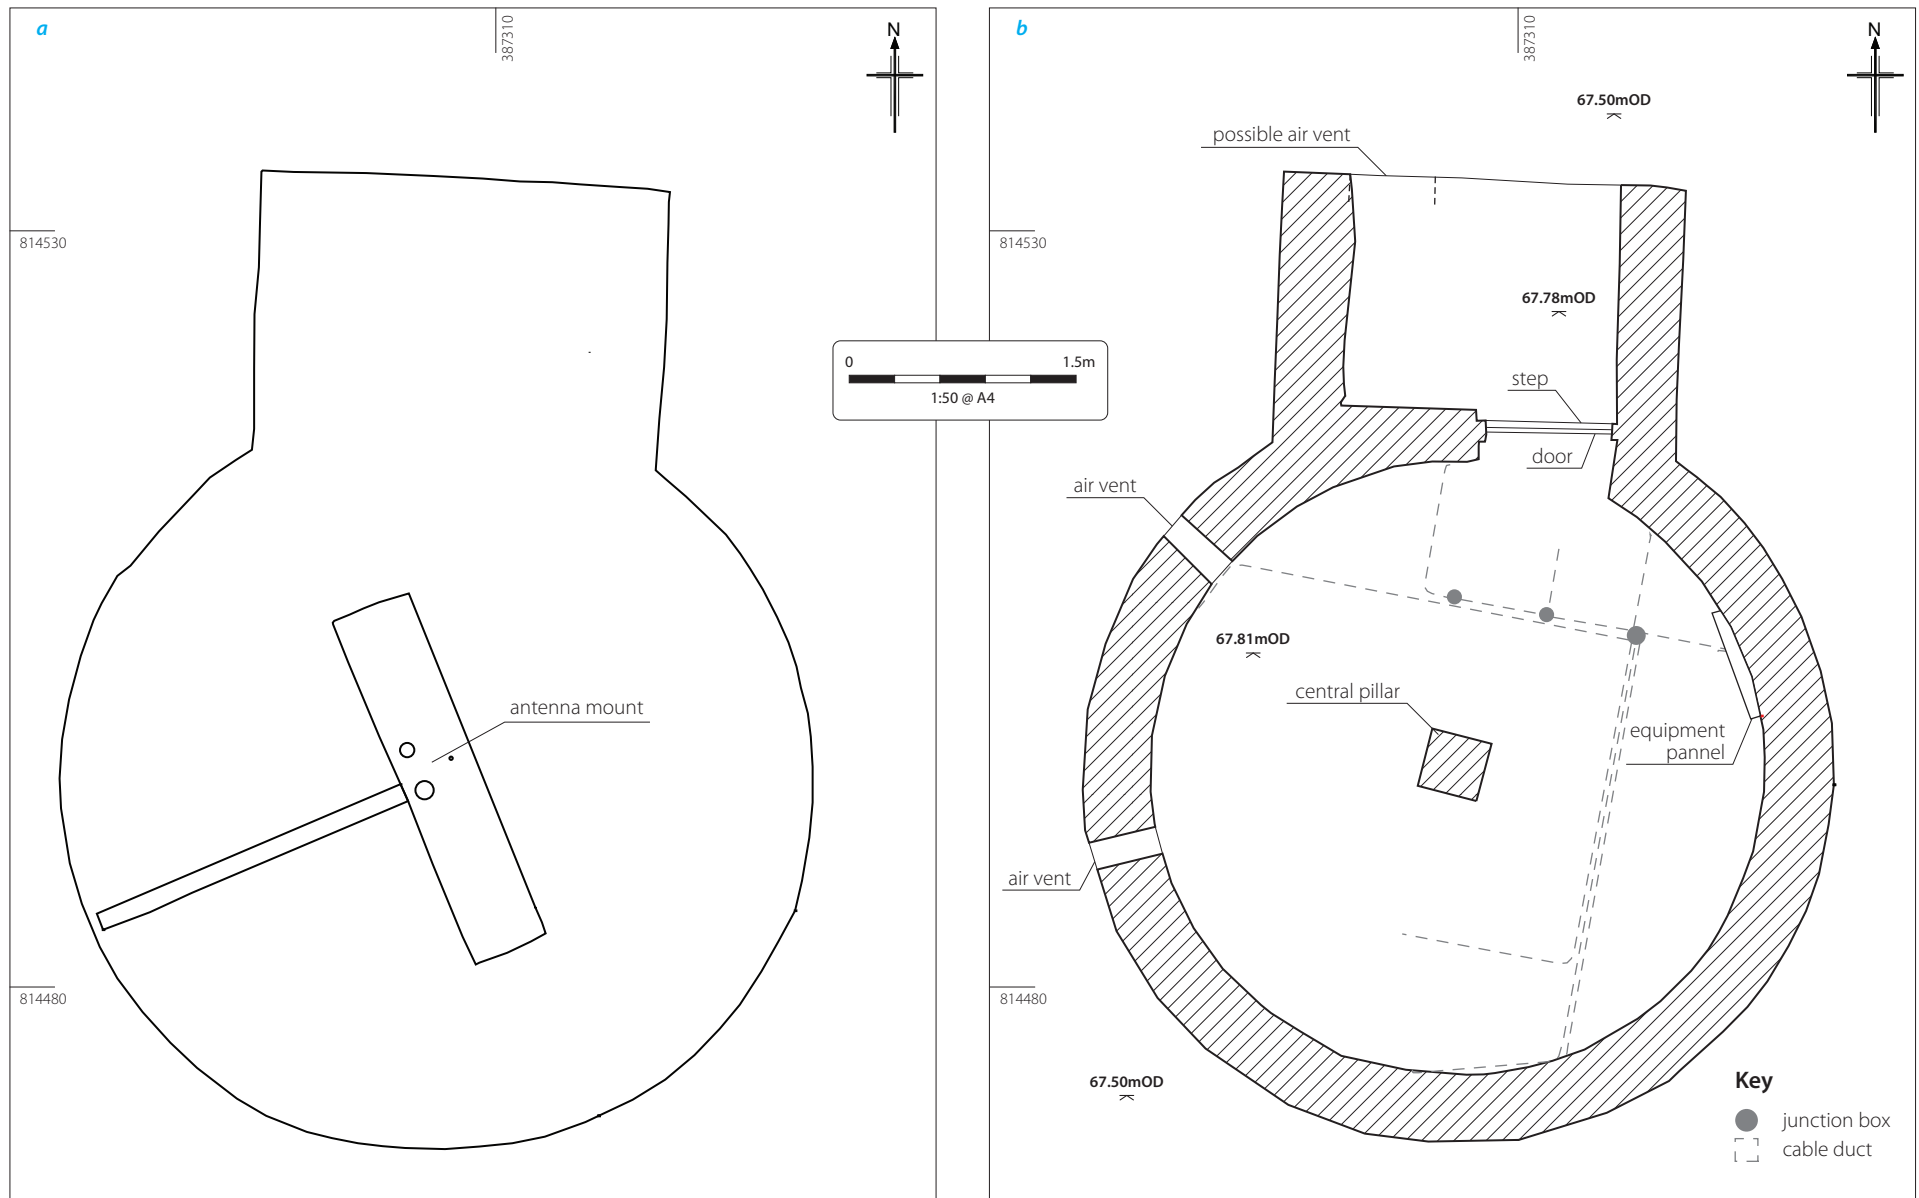 a
387310
N
814530
antenna mount
814480
0 1.5m
1:50 @ A4
b
387310
N
67.50mOD
possible air vent
814530
67.78mOD
step
door
air vent
67.81mOD
central pillar
equipment
pannel
air vent
814480
67.50mOD
Key
junction box
cable duct